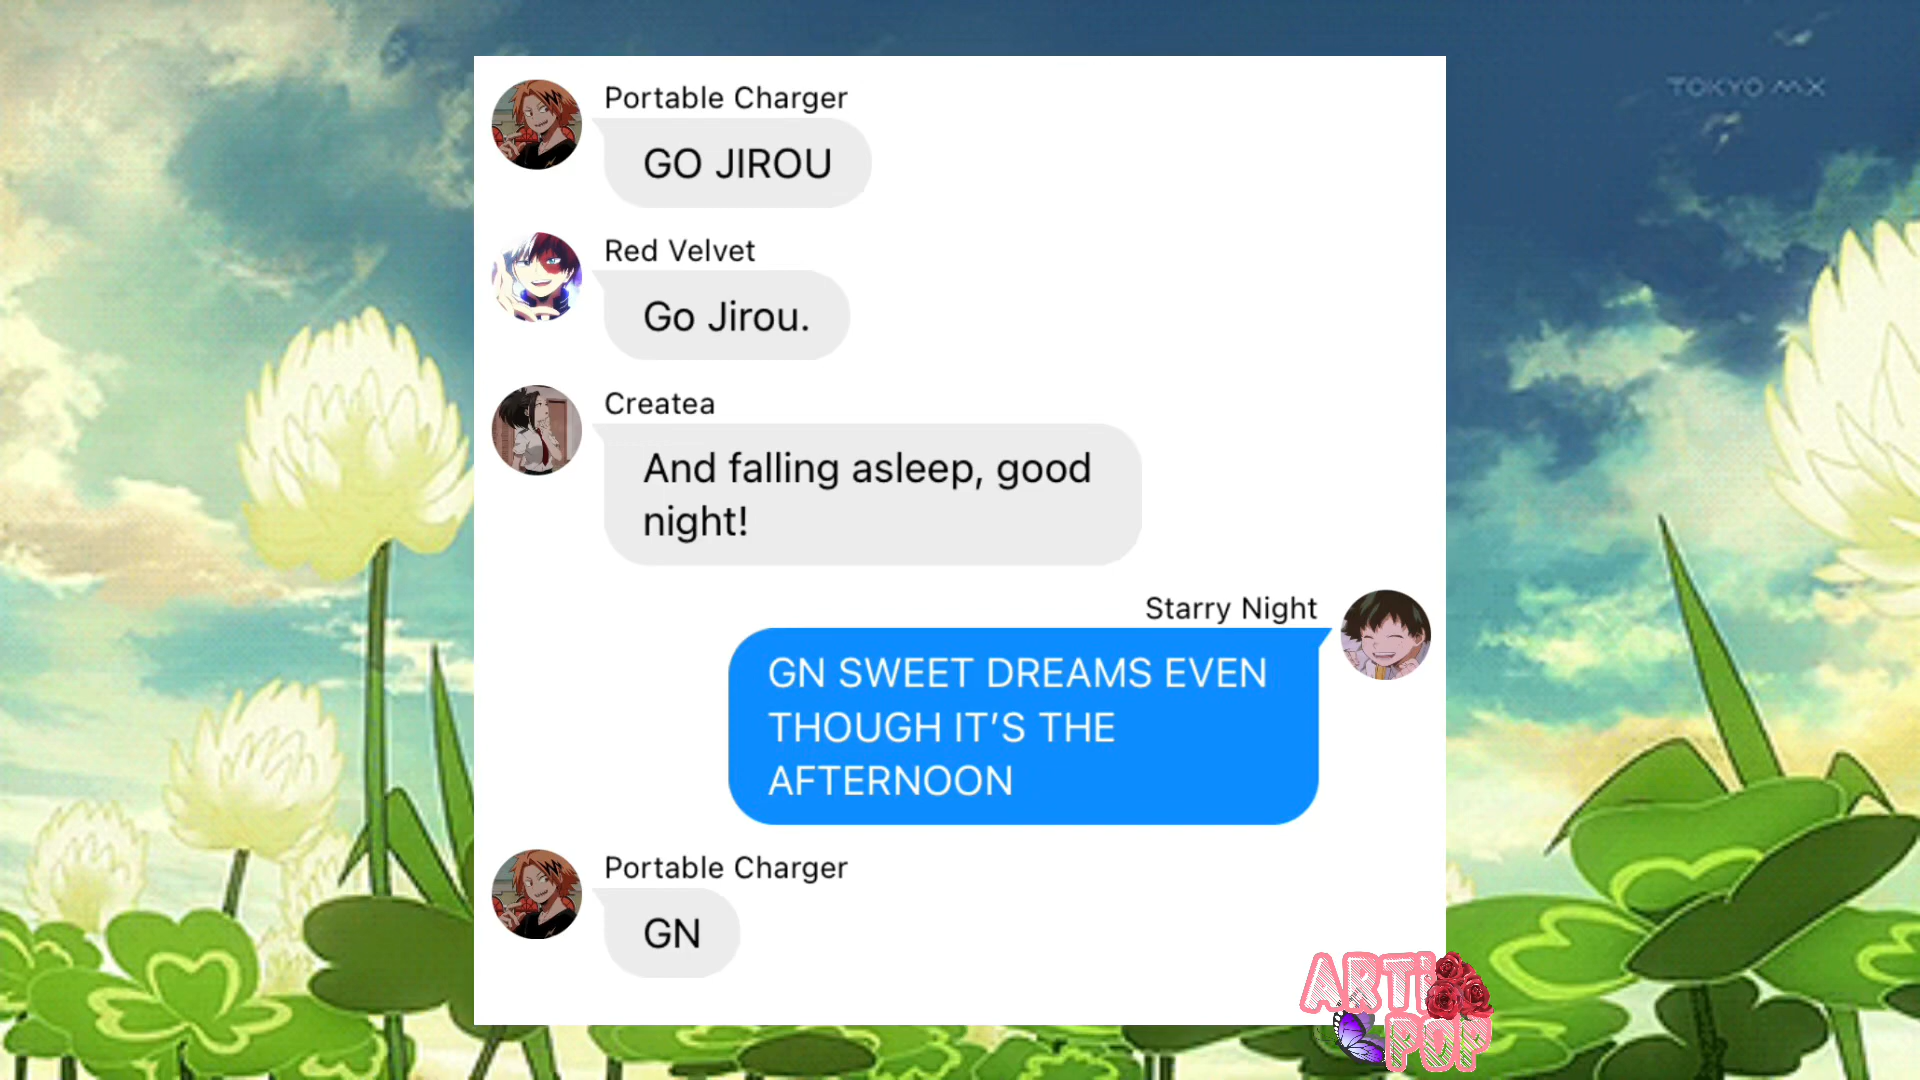 TOKYO MX
Portable Charger
GO JIROU
Red Velvet
Go Jirou.
Createa
And falling asleep, good
night!
Starry Night
GN SWEET DREAMS EVEN
THOUGH IT’S THE
AFTERNOON
Portable Charger
GN
ARTI
POP